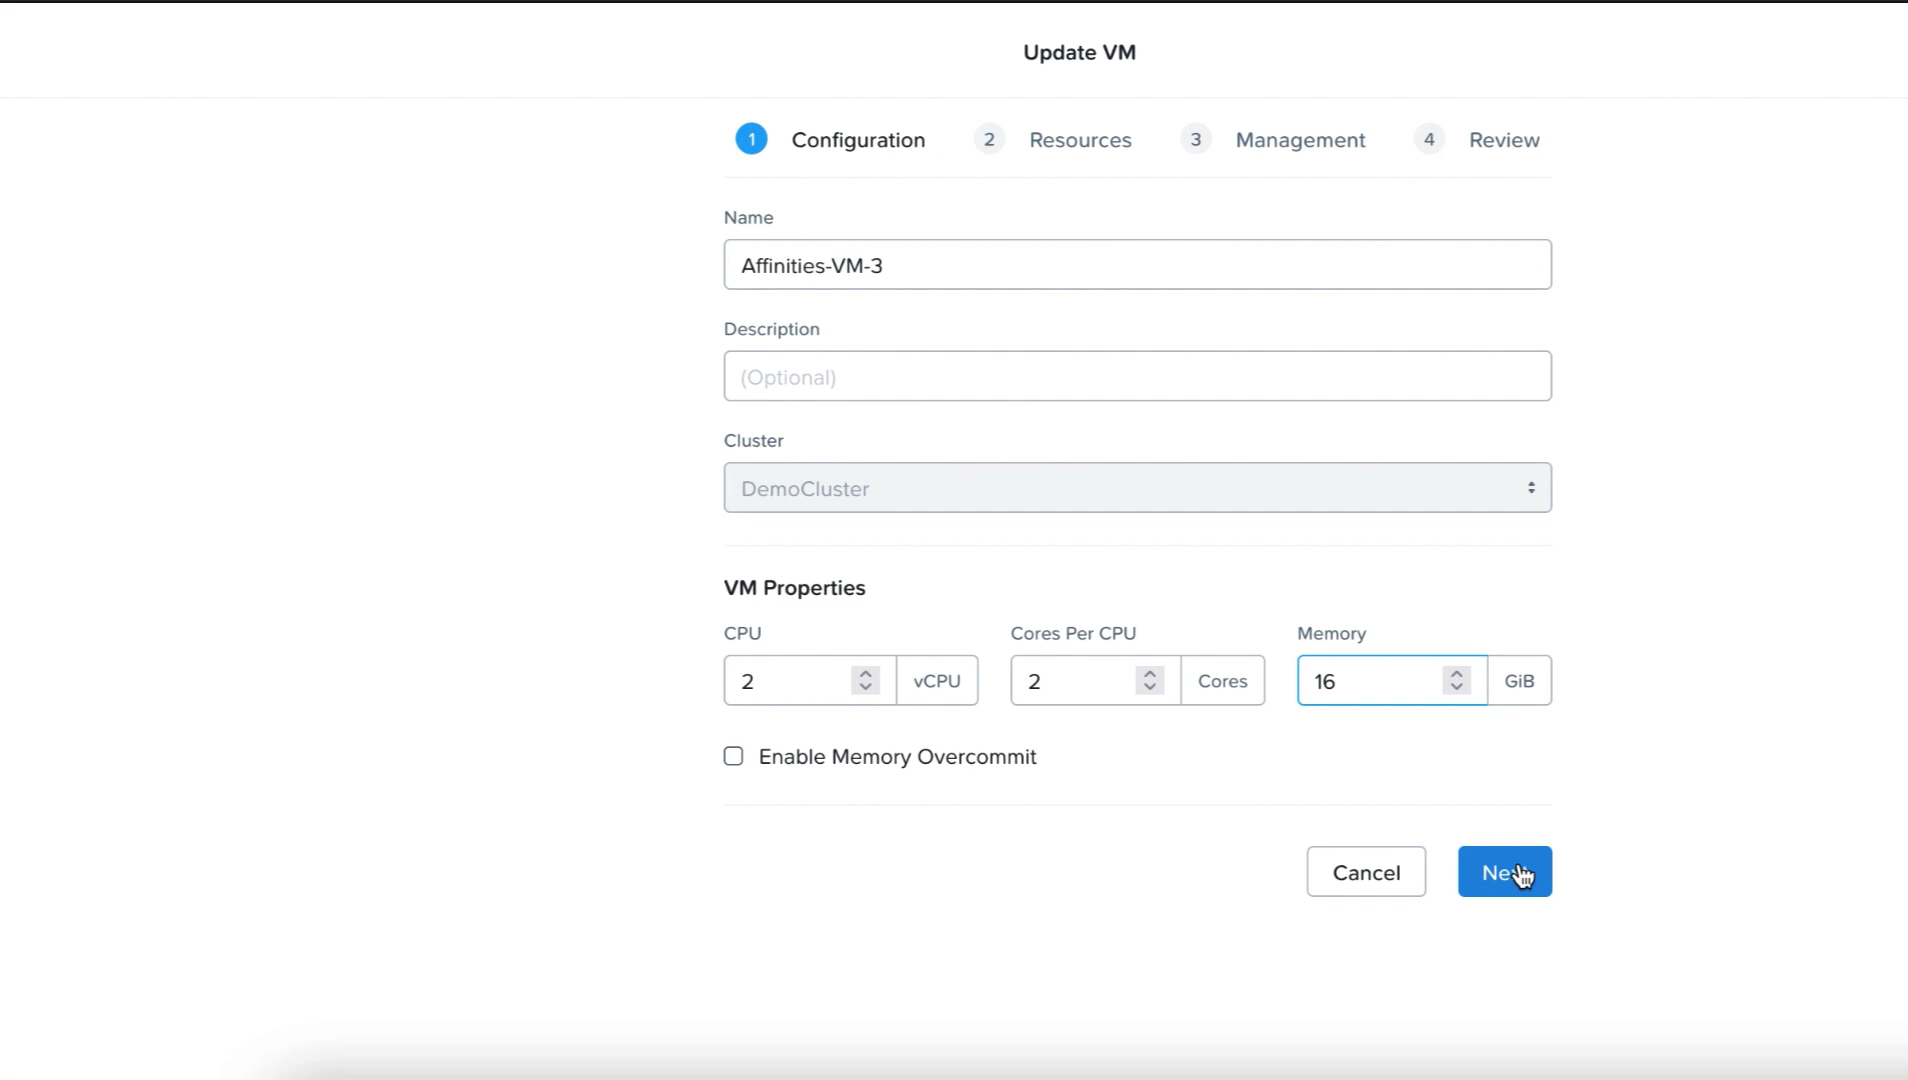 Update VM
1 Configuration 2 Resources 3 Management 4 Review
Name
Affinities-VM-3
Description
(Optional)
Cluster
DemoCluster
VM Properties
CPU Cores Per CPU Memory
2 vCPU 2 Cores 16 GiB
Enable Memory Overcommit
Cancel